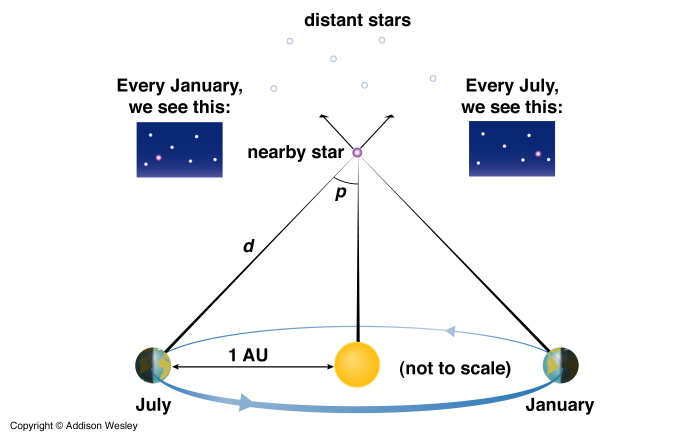 distant stars
Every January,
we see this:
Every July,
we see this:
nearby star
p
d
1 AU
(not to scale)
July
January
Copyright © Addison Wesley